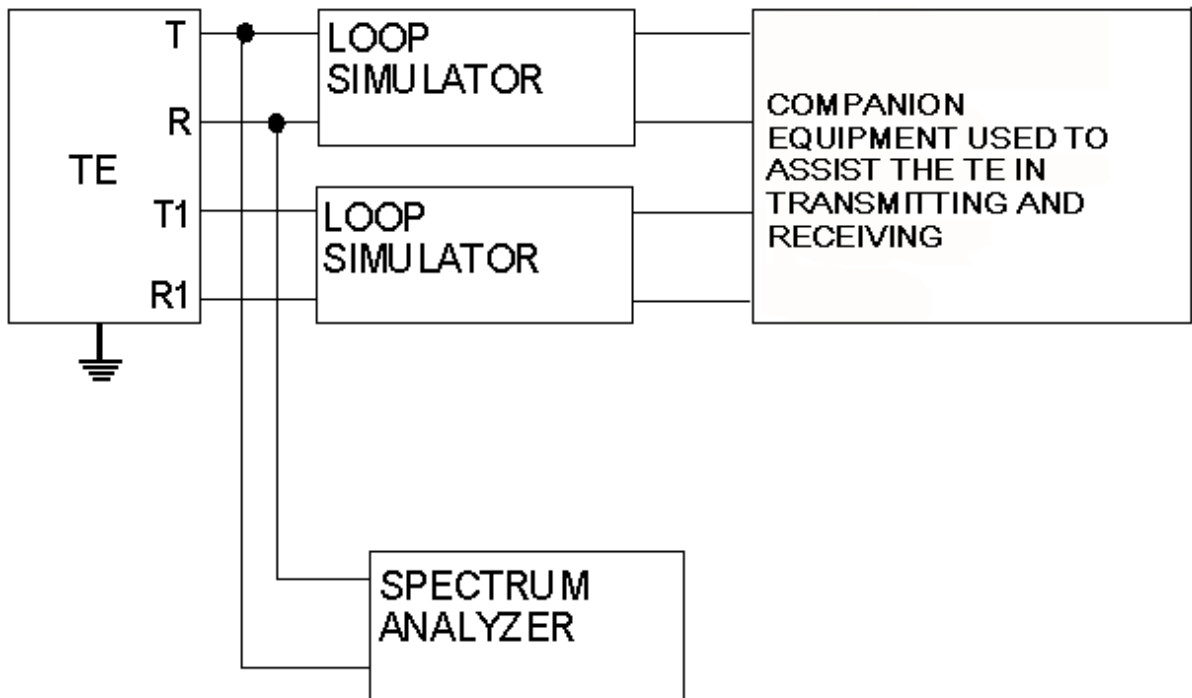 TE
T
R
T1
R1
LOOP
SIMULATOR
LOOP
SIMULATOR
COMPANION
EQUIPMENT USED TO
ASSIST THE TE IN
TRANSMITTING AND
RECEIVING
SPECTRUM
ANALYZER